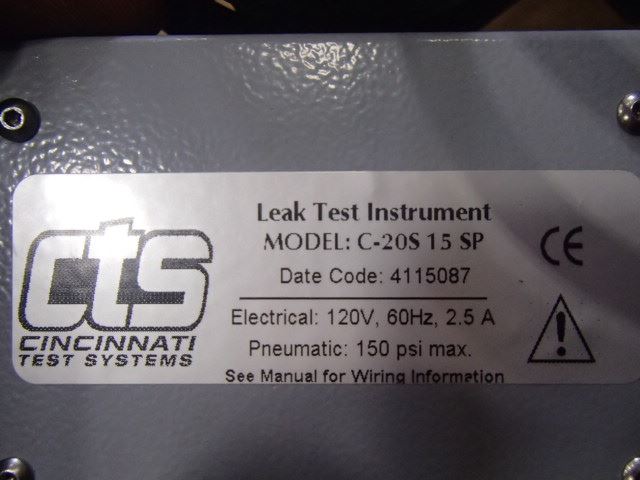 Leak Test Instrument
MODEL: C-20S 15 SP
Date Code: 4115087
Electrical: 120V, 60Hz, 2.5 A
Pneumatic: 150 psi max.
See Manual for Wiring Information
CE
!
cts
CINCINNATI
TEST SYSTEMS